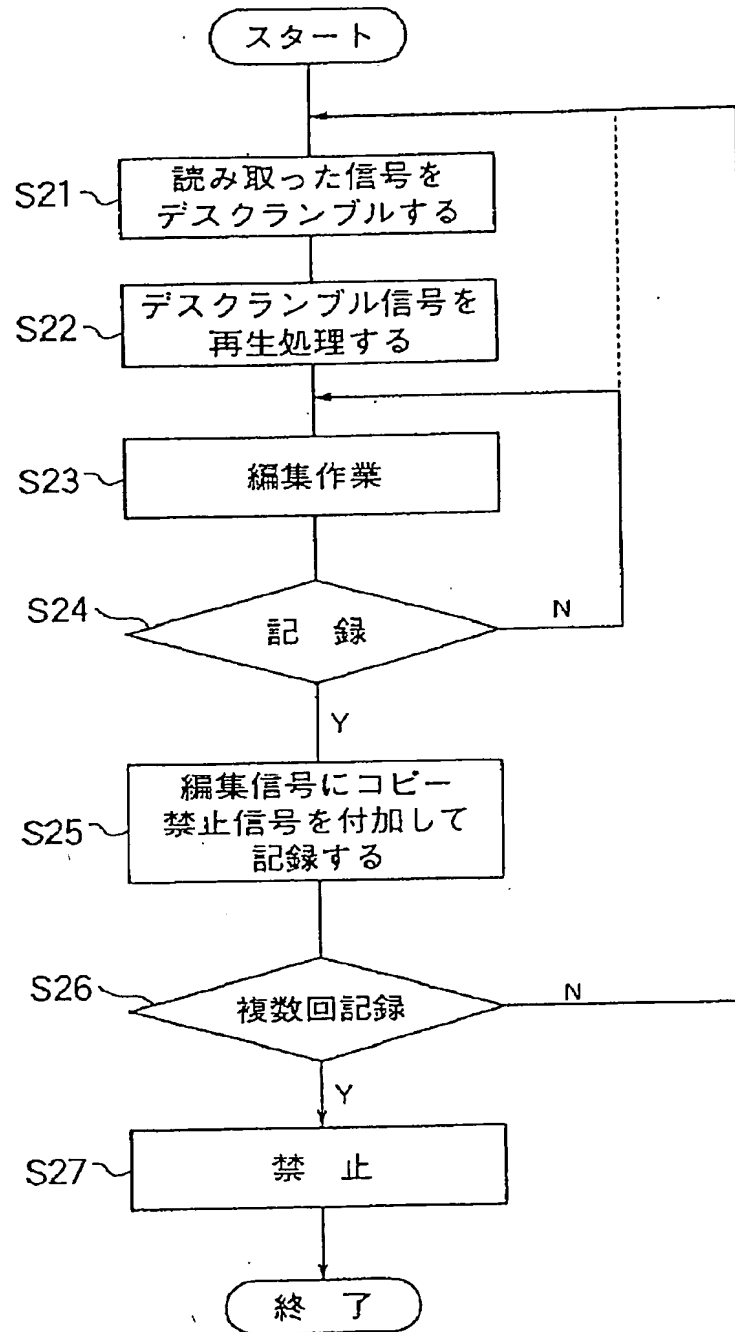 スタート
S21
読み取った信号を
デスクランブルする
S22
デスクランブル信号を
再生処理する
S23
編集作業
S24
記 録
N
Y
S25
編集信号にコピー
禁止信号を付加して
記録する
S26
複数回記録
N
Y
S27
禁 止
終 了